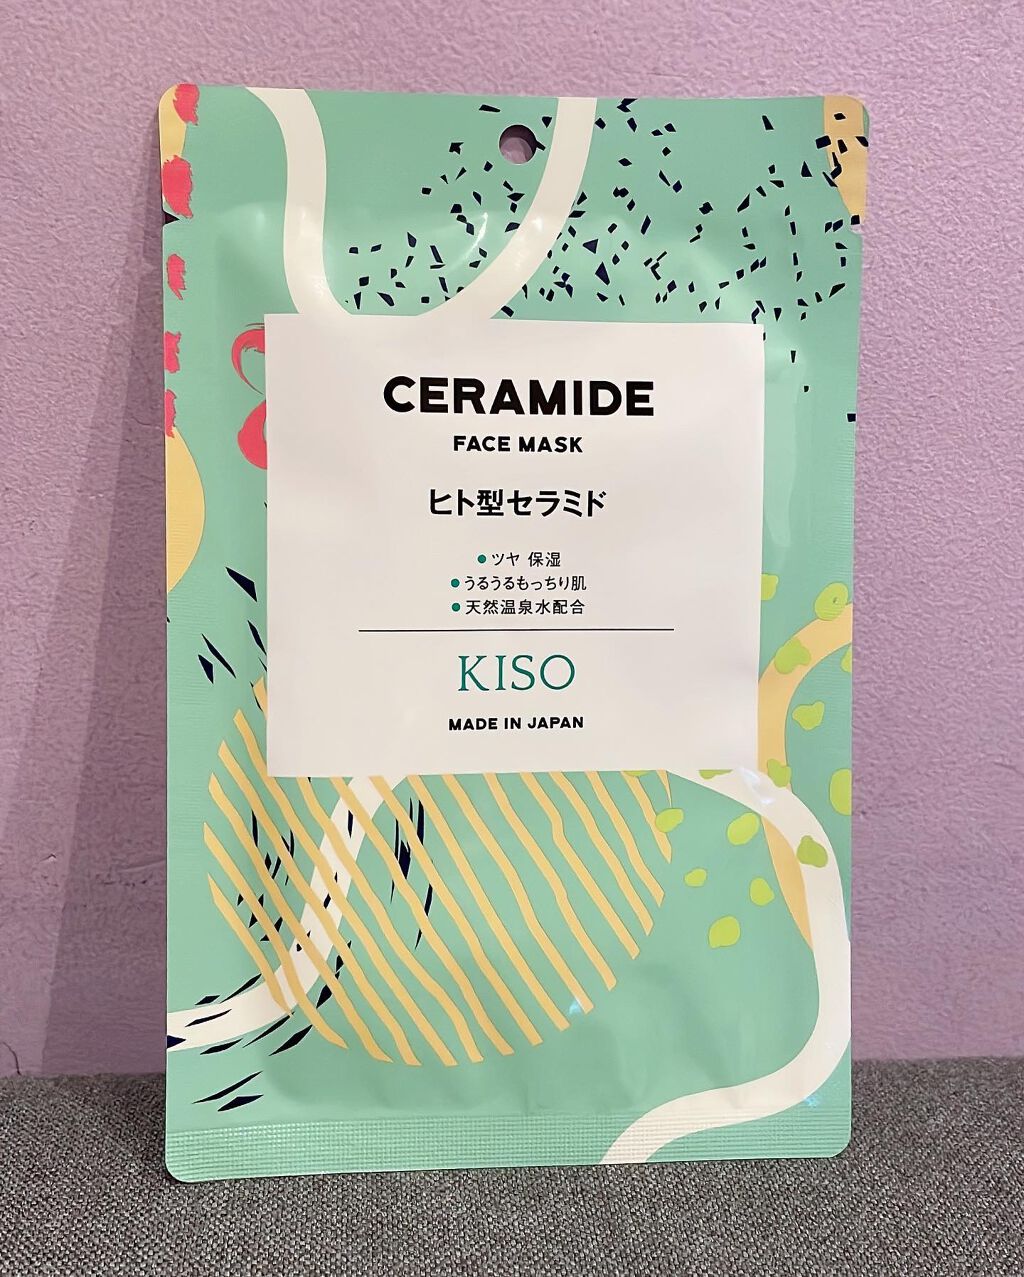 CERAMIDE
FACE MASK
ヒト型セラミド
●ツヤ 保湿
●うるうるもっちり肌
●天然温泉水配合
KISO
MADE IN JAPAN